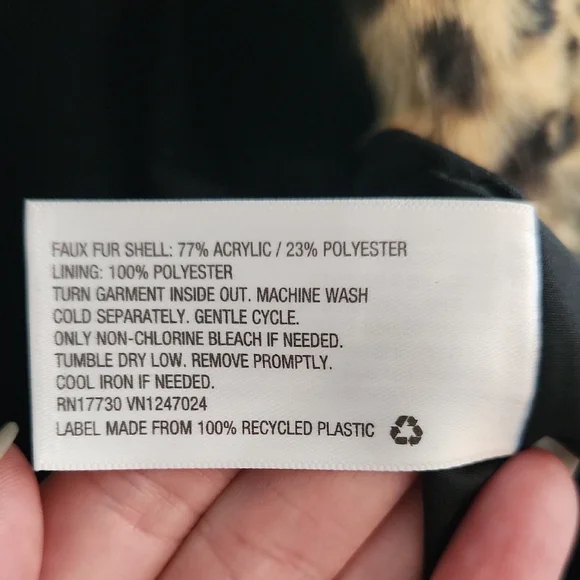 FAUX FUR SHELL: 77% ACRYLIC / 23% POLYESTER
LINING: 100% POLYESTER
TURN GARMENT INSIDE OUT. MACHINE WASH
COLD SEPARATELY. GENTLE CYCLE.
ONLY NON-CHLORINE BLEACH IF NEEDED.
TUMBLE DRY LOW. REMOVE PROMPTLY.
COOL IRON IF NEEDED.
RN17730 VN1247024
LABEL MADE FROM 100% RECYCLED PLASTIC